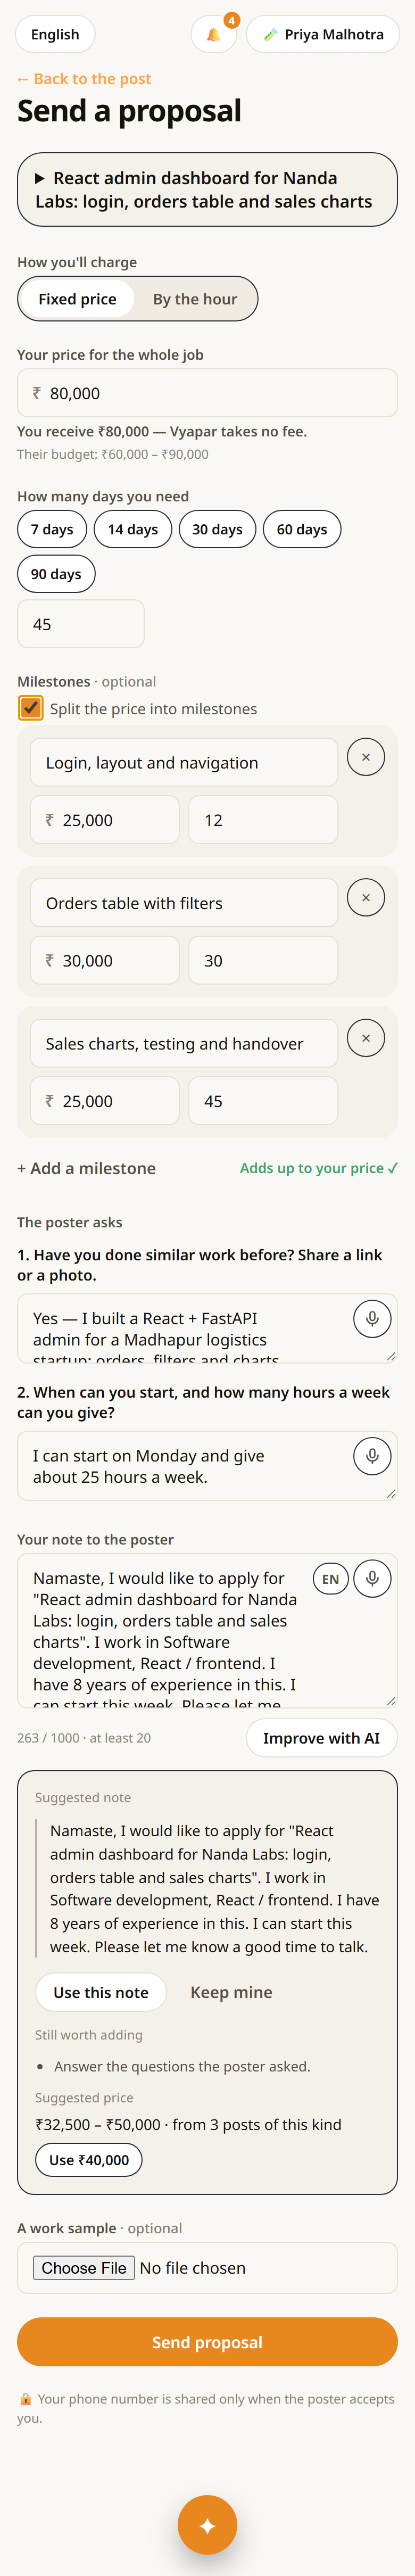 English
4
Priya Malhotra
← Back to the post
Send a proposal
▶ React admin dashboard for Nanda
Labs: login, orders table and sales charts
How you'll charge
Fixed price
By the hour
Your price for the whole job
₹ 80,000
You receive ₹80,000 — Vyapar takes no fee.
Their budget: ₹60,000 – ₹90,000
How many days you need
7 days
14 days
30 days
60 days
90 days
45
Milestones · optional
Split the price into milestones
Login, layout and navigation
×
₹ 25,000
12
Orders table with filters
×
₹ 30,000
30
Sales charts, testing and handover
×
₹ 25,000
45
+ Add a milestone
Adds up to your price ✓
The poster asks
1. Have you done similar work before? Share a link
or a photo.
Yes — I built a React + FastAPI
admin for a Madhapur logistics
startup: orders, filters and charts
2. When can you start, and how many hours a week
can you give?
I can start on Monday and give
about 25 hours a week.
Your note to the poster
Namaste, I would like to apply for
EN
"React admin dashboard for Nanda
Labs: login, orders table and sales
charts". I work in Software
development, React / frontend. I
have 8 years of experience in this. I
can start this week. Please let me
263 / 1000 · at least 20
Improve with AI
Suggested note
Namaste, I would like to apply for "React
admin dashboard for Nanda Labs: login,
orders table and sales charts". I work in
Software development, React / frontend. I have
8 years of experience in this. I can start this
week. Please let me know a good time to talk.
Use this note
Keep mine
Still worth adding
• Answer the questions the poster asked.
Suggested price
₹32,500 – ₹50,000 · from 3 posts of this kind
Use ₹40,000
A work sample · optional
Choose File No file chosen
Send proposal
Your phone number is shared only when the poster accepts
you.